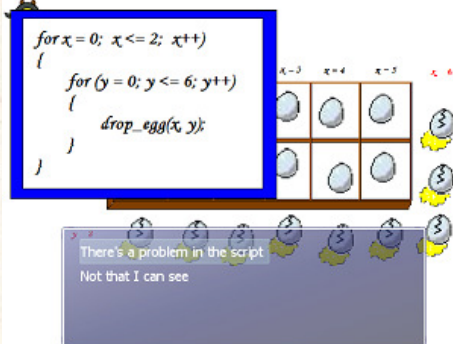 for x = 0; x <= 2; x++)
{
for (y = 0; y <= 6; y++)
{
drop_egg(x, y);
}
}
x = 3 x = 4 x = 5 x 6
There's a problem in the script
Not that I can see